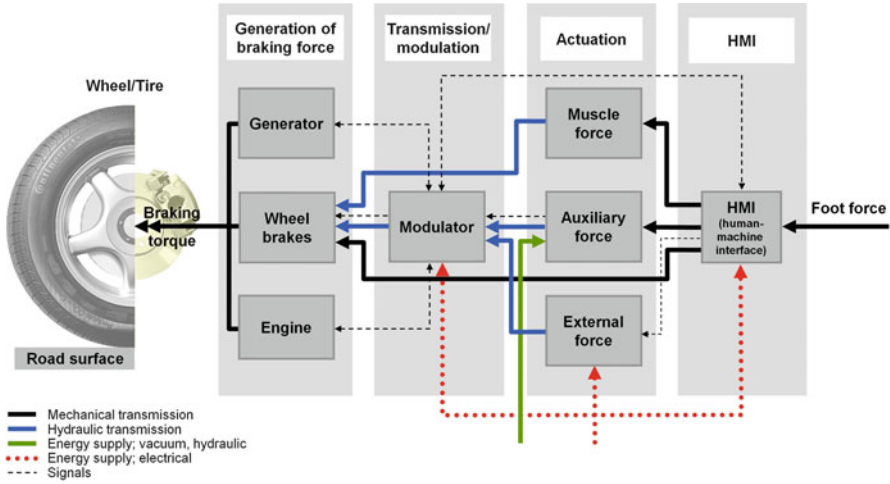 Generation of
braking force
Transmission/
modulation
Actuation
HMI
Wheel/Tire
Generator
Muscle
force
Braking
torque
Wheel
brakes
Modulator
Auxiliary
force
HMI
(human-
machine
interface)
Foot force
Engine
External
force
Road surface
Mechanical transmission
Hydraulic transmission
Energy supply; vacuum, hydraulic
Energy supply; electrical
Signals